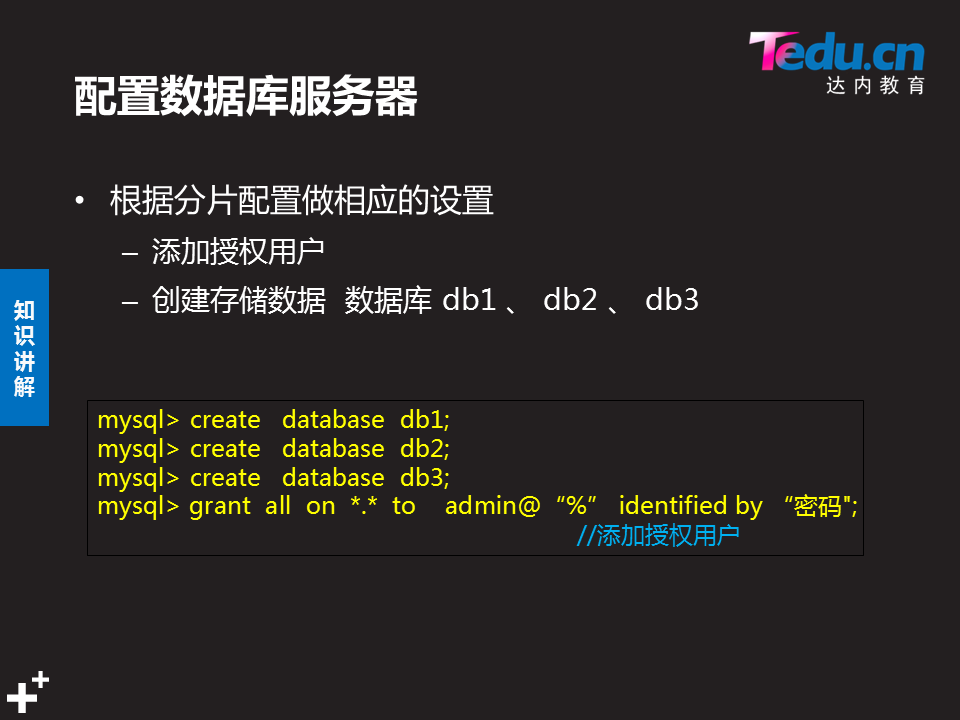 Tedu.cn
达内教育
配置数据库服务器
• 根据分片配置做相应的设置
– 添加授权用户
– 创建存储数据 数据库 db1 、 db2 、 db3
知
识
讲
解
mysql> create database db1;
mysql> create database db2;
mysql> create database db3;
mysql> grant all on *.* to admin@“%” identified by “密码";
//添加授权用户